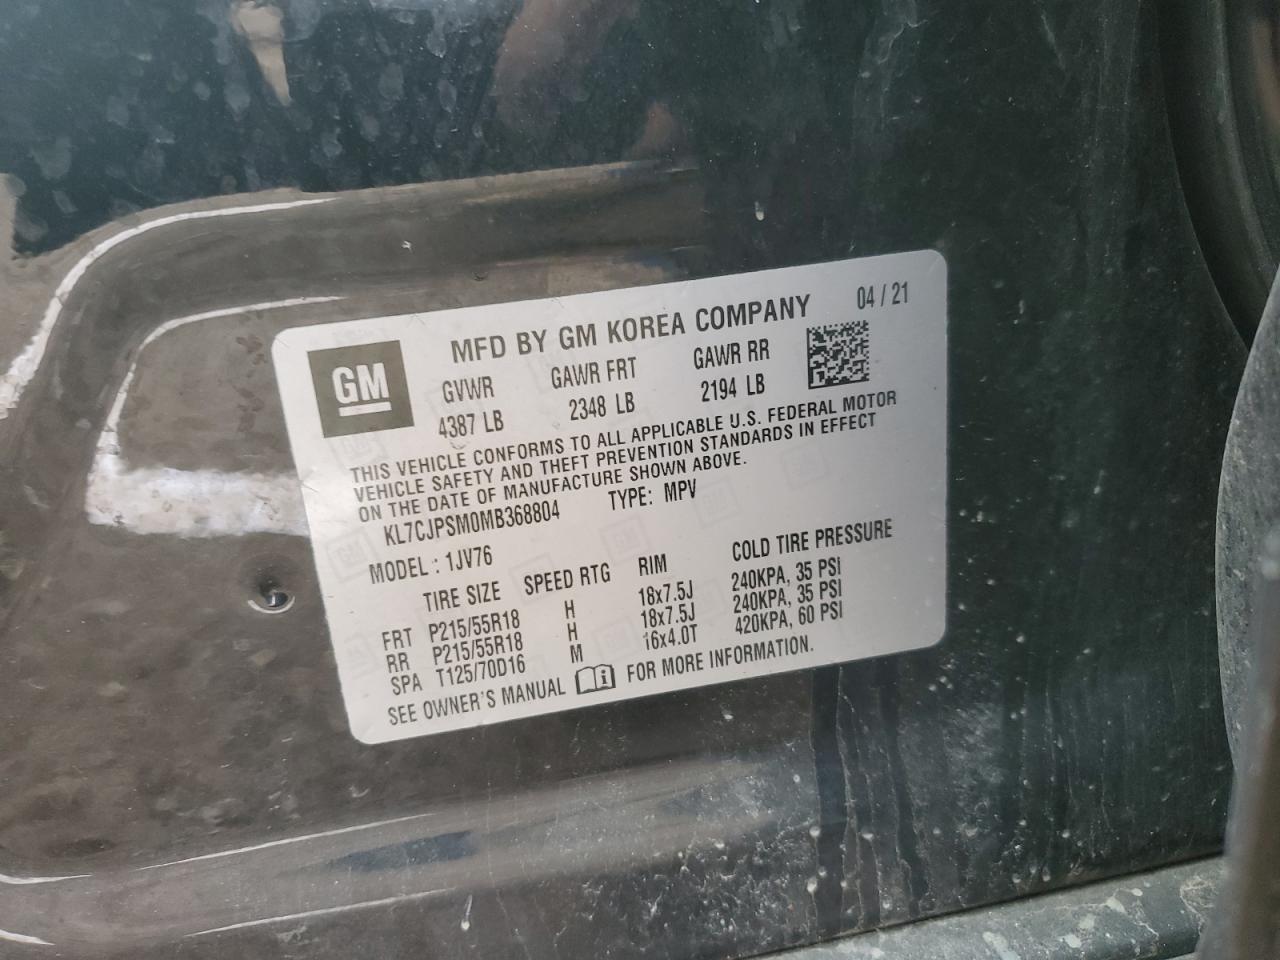 GM
MFD BY GM KOREA COMPANY 04 / 21
GVWR GAWR FRT GAWR RR
4387 LB 2348 LB 2194 LB
THIS VEHICLE CONFORMS TO ALL APPLICABLE U.S. FEDERAL MOTOR
VEHICLE SAFETY AND THEFT PREVENTION STANDARDS IN EFFECT
ON THE DATE OF MANUFACTURE SHOWN ABOVE.
KL7CJPSM0MB368804 TYPE: MPV
MODEL : 1JV76
TIRE SIZE SPEED RTG RIM COLD TIRE PRESSURE
FRT P215/55R18 H 18x7.5J 240KPA, 35 PSI
RR P215/55R18 H 18x7.5J 240KPA, 35 PSI
SPA T125/70D16 M 16x4.0T 420KPA, 60 PSI
SEE OWNER'S MANUAL FOR MORE INFORMATION.